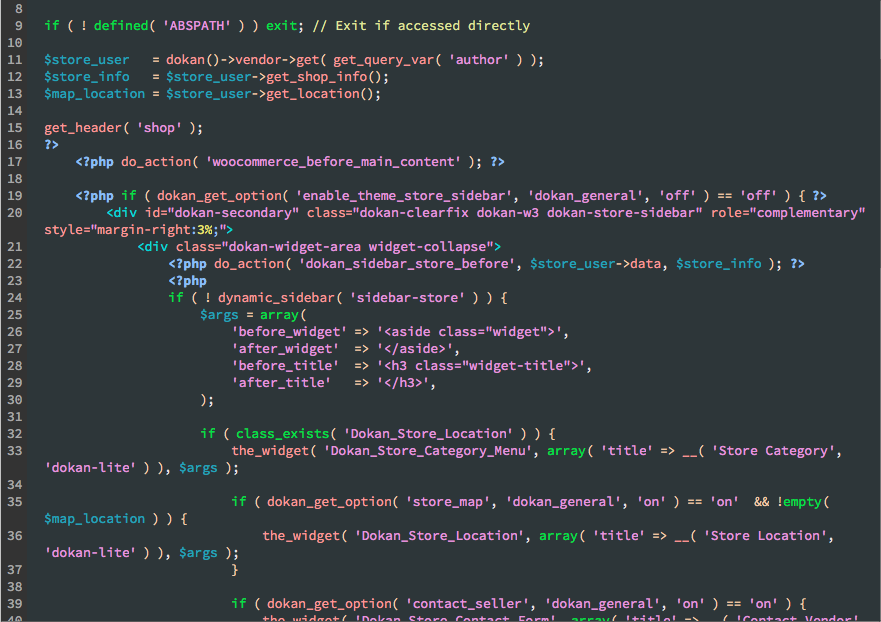 8
9 if ( ! defined( 'ABSPATH' ) ) exit; // Exit if accessed directly
10
11 $store_user   = dokan()->vendor->get( get_query_var( 'author' ) );
12 $store_info   = $store_user->get_shop_info();
13 $map_location = $store_user->get_location();
14
15 get_header( 'shop' );
16 ?>
17     <?php do_action( 'woocommerce_before_main_content' ); ?>
18
19     <?php if ( dokan_get_option( 'enable_theme_store_sidebar', 'dokan_general', 'off' ) == 'off' ) { ?>
20         <div id="dokan-secondary" class="dokan-clearfix dokan-w3 dokan-store-sidebar" role="complementary"
style="margin-right:3%;">
21             <div class="dokan-widget-area widget-collapse">
22                 <?php do_action( 'dokan_sidebar_store_before', $store_user->data, $store_info ); ?>
23                 <?php
24                 if ( ! dynamic_sidebar( 'sidebar-store' ) ) {
25                     $args = array(
26                         'before_widget' => '<aside class="widget">',
27                         'after_widget'  => '</aside>',
28                         'before_title'  => '<h3 class="widget-title">',
29                         'after_title'   => '</h3>',
30                     );
31
32                     if ( class_exists( 'Dokan_Store_Location' ) ) {
33                         the_widget( 'Dokan_Store_Category_Menu', array( 'title' => __( 'Store Category',
'dokan-lite' ) ), $args );
34
35                         if ( dokan_get_option( 'store_map', 'dokan_general', 'on' ) == 'on'  && !empty(
$map_location ) ) {
36                             the_widget( 'Dokan_Store_Location', array( 'title' => __( 'Store Location',
'dokan-lite' ) ), $args );
37                         }
38
39                         if ( dokan_get_option( 'contact_seller', 'dokan_general', 'on' ) == 'on' ) {
40                             the_widget( 'Dokan_Store_Contact_Form', array( 'title' => __( 'Contact Vendor'